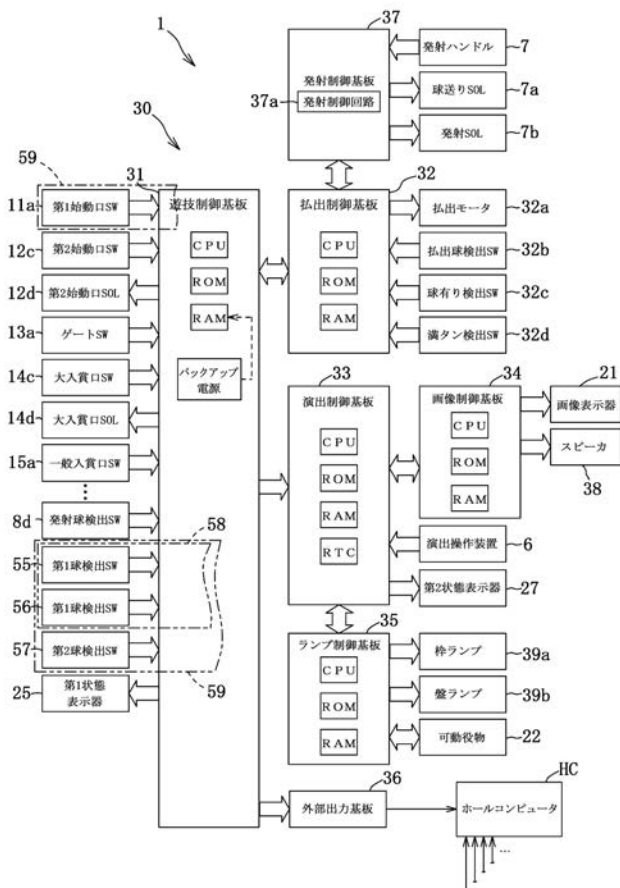 1
30
59
31
11a
第1始動口SW
12c
第2始動口SW
12d
第2始動口SOL
13a
ゲートSW
14c
大入賞口SW
14d
大入賞口SOL
15a
一般入賞口SW
8d
発射球検出SW
58
55
第1球検出SW
56
第1球検出SW
57
第2球検出SW
59
25
第1状態
表示器
遊技制御基板
CPU
ROM
RAM
バックアップ
電源
37
発射制御基板
37a
発射制御回路
発射ハンドル
7
球送りSOL
7a
発射SOL
7b
32
払出制御基板
CPU
ROM
RAM
払出モータ
32a
払出球検出SW
32b
球有り検出SW
32c
満タン検出SW
32d
33
演出制御基板
CPU
ROM
RAM
RTC
34
画像制御基板
CPU
ROM
RAM
21
画像表示器
スピーカ
38
演出操作装置
6
第2状態表示器
27
35
ランプ制御基板
CPU
ROM
RAM
枠ランプ
39a
盤ランプ
39b
可動役物
22
36
外部出力基板
HC
ホールコンピュータ
…